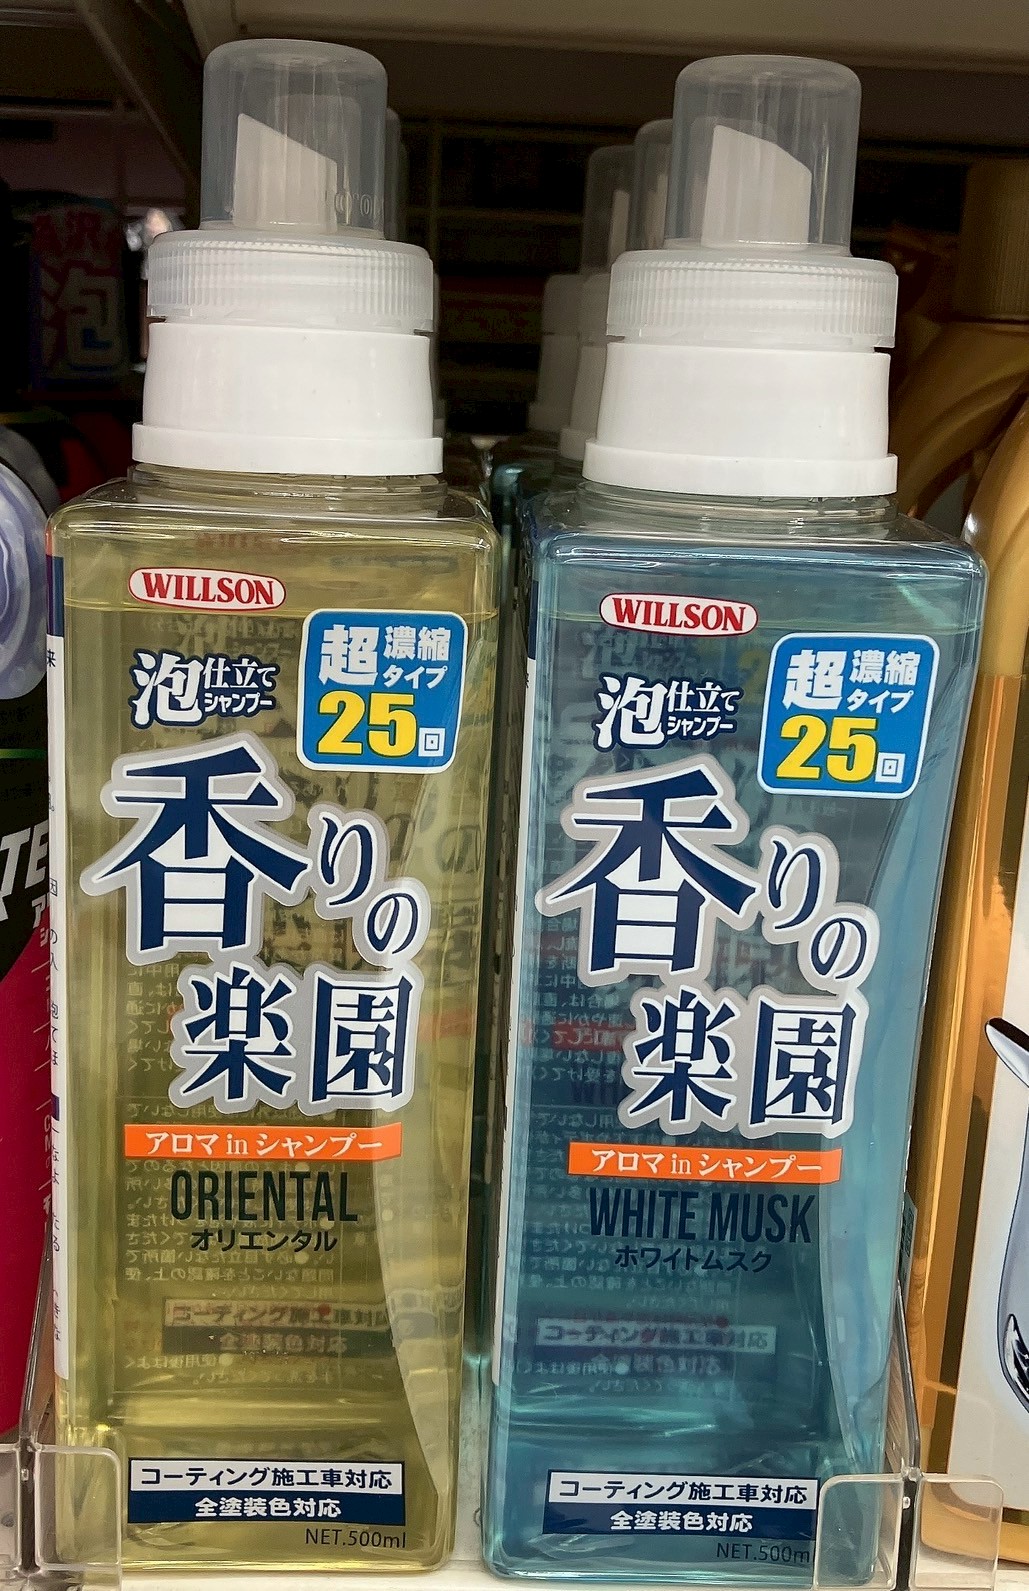 WILLSON
泡仕立て
シャンプー
超濃縮
タイプ
25回
香りの
楽園
アロマinシャンプー
ORIENTAL
オリエンタル
コーティング施工車対応
全塗装色対応
NET.500ml
WILLSON
泡仕立て
シャンプー
超濃縮
タイプ
25回
香りの
楽園
アロマinシャンプー
WHITE MUSK
ホワイトムスク
コーティング施工車対応
全塗装色対応
NET.500ml
泡